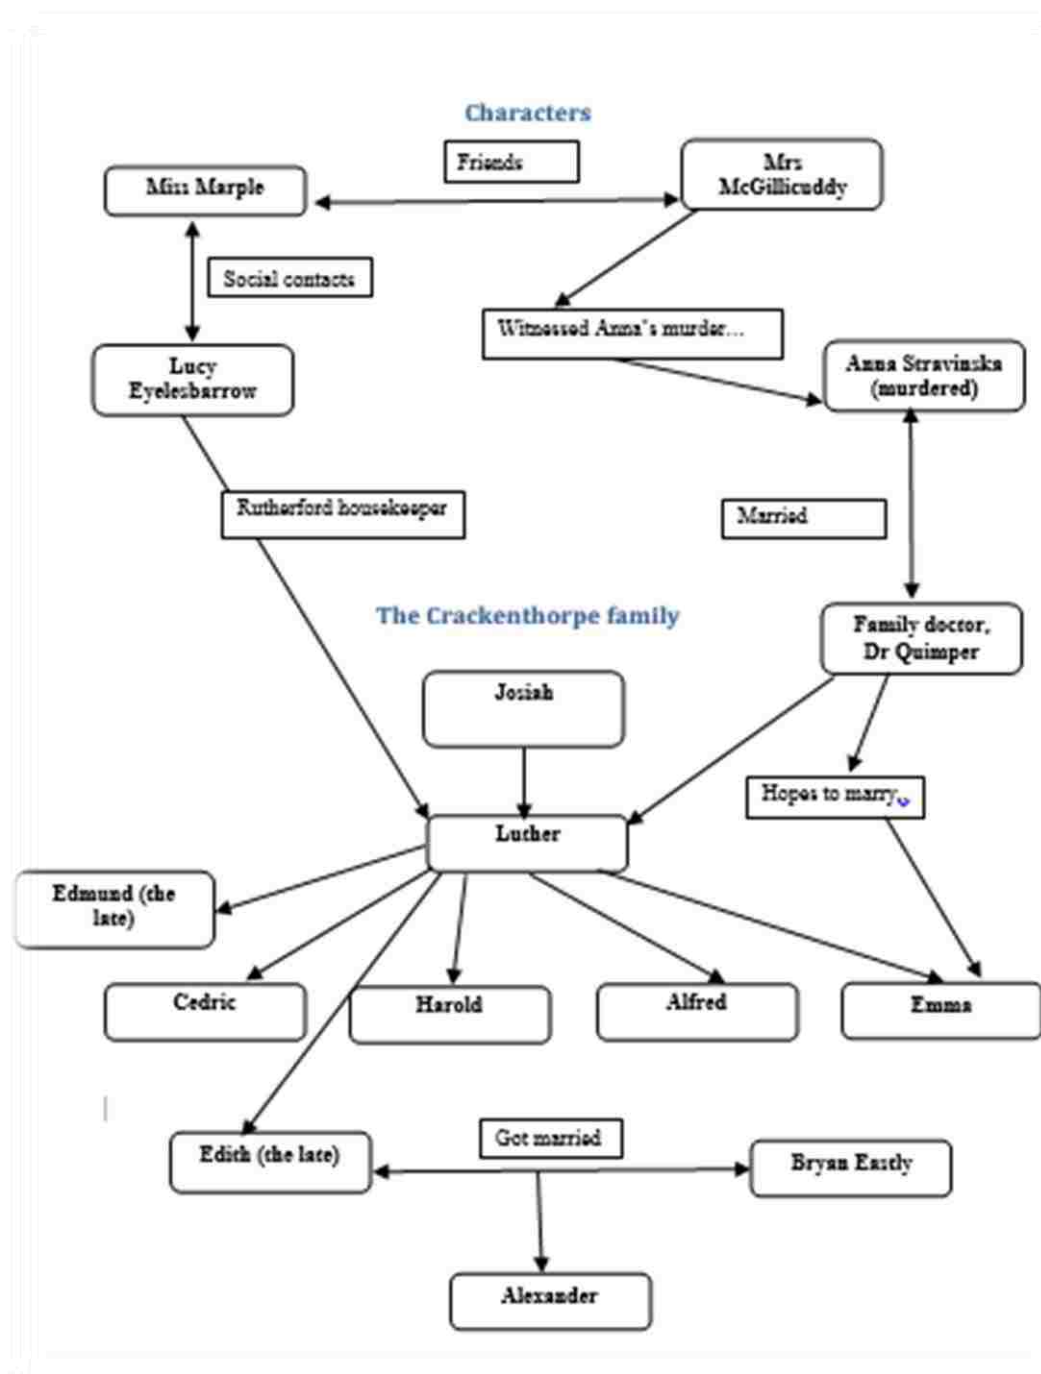 Characters
Friends
Mrs
McGillicuddy
Miss Marple
Social contacts
Witnessed Anna's murder...
Lucy
Eyelesbarrow
Anna Stravinska
(murdered)
Rutherford housekeeper
Married
The Crackenthorpe family
Family doctor,
Dr Quimper
Josiah
Hopes to marry
Luther
Edmund (the
late)
Cedric
Harold
Alfred
Emma
Got married
Edith (the late)
Bryan Eastly
Alexander